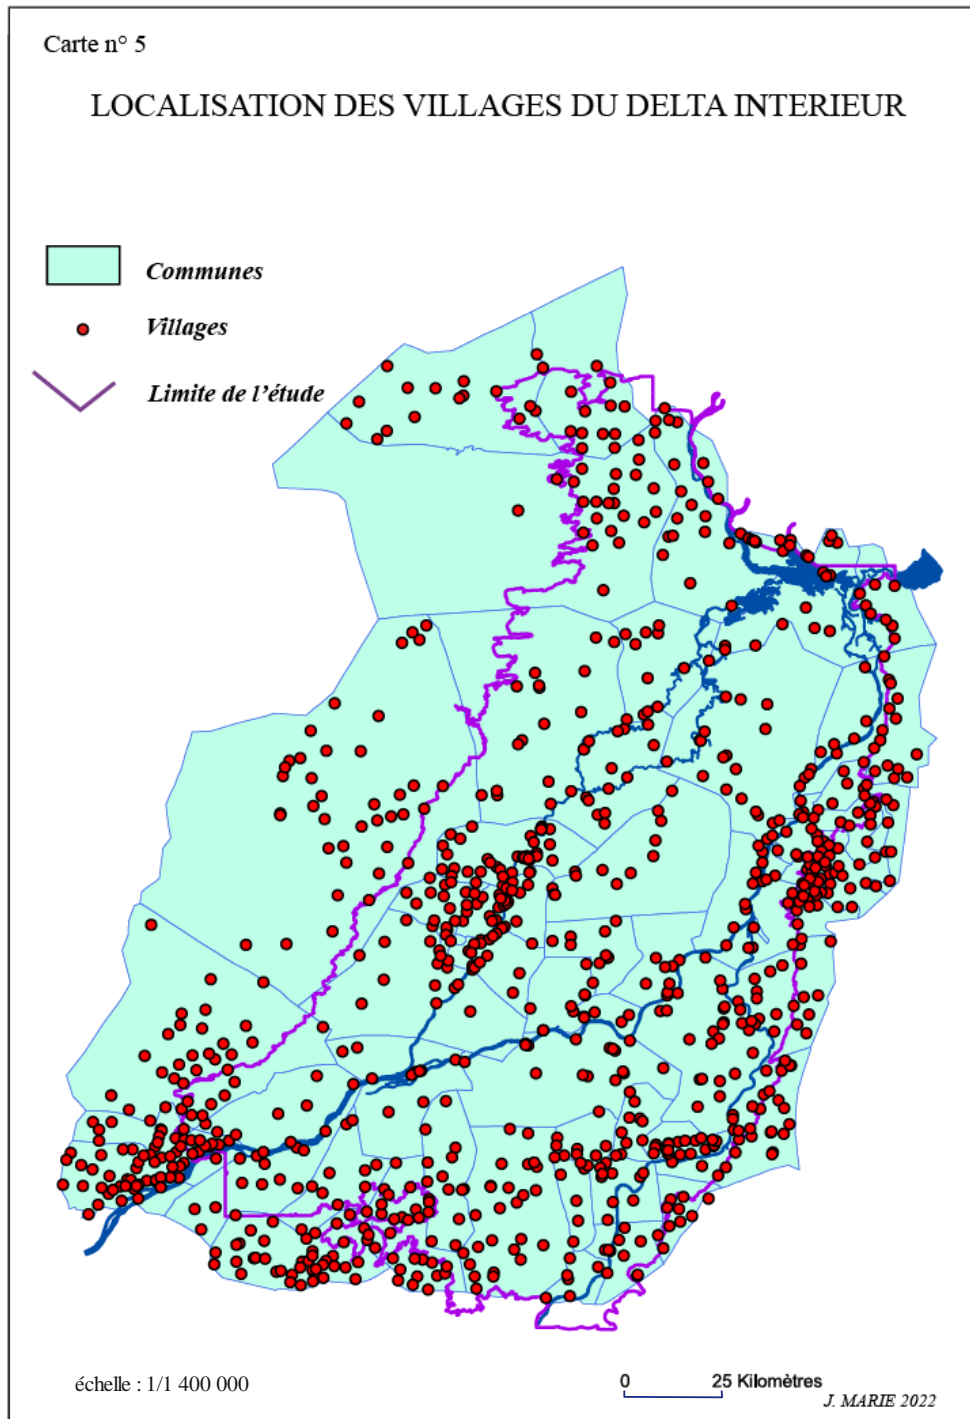 Carte n° 5
LOCALISATION DES VILLAGES DU DELTA INTERIEUR
Communes
Villages
Limite de l'étude
échelle : 1/1 400 000
0 25 Kilomètres
J. MARIE 2022